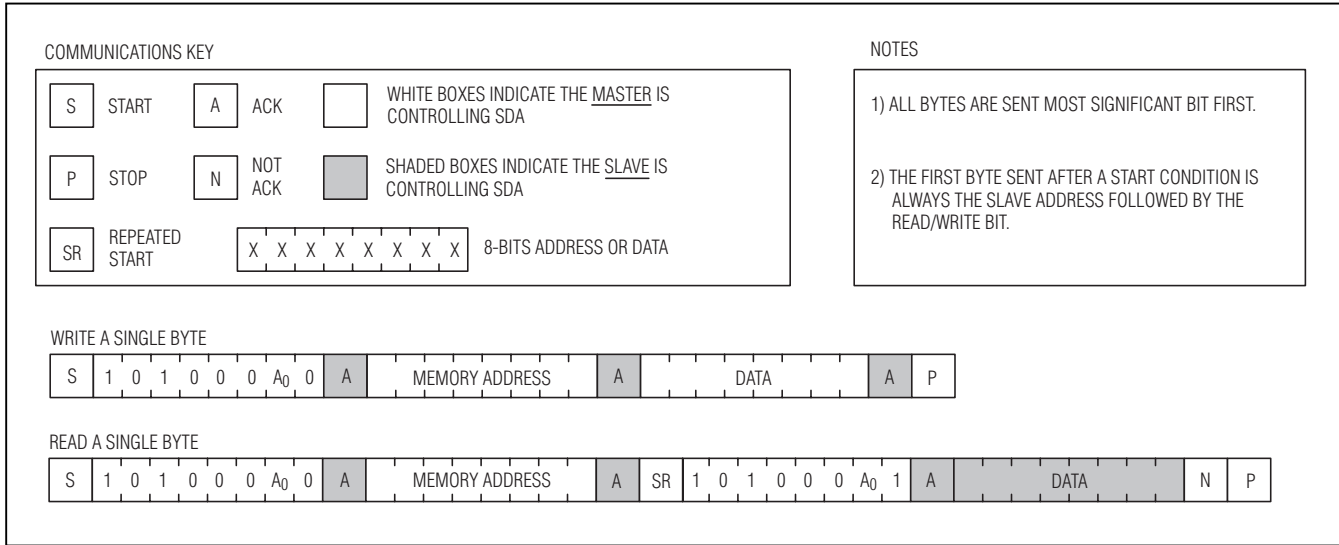 COMMUNICATIONS KEY
S START A ACK WHITE BOXES INDICATE THE MASTER IS
CONTROLLING SDA
P STOP N NOT
ACK SHADED BOXES INDICATE THE SLAVE IS
CONTROLLING SDA
SR REPEATED
START X X X X X X X X 8-BITS ADDRESS OR DATA
NOTES
1) ALL BYTES ARE SENT MOST SIGNIFICANT BIT FIRST.
2) THE FIRST BYTE SENT AFTER A START CONDITION IS
ALWAYS THE SLAVE ADDRESS FOLLOWED BY THE
READ/WRITE BIT.
WRITE A SINGLE BYTE
S 1 0 1 0 0 0 A0 0 A MEMORY ADDRESS A DATA A P
READ A SINGLE BYTE
S 1 0 1 0 0 0 A0 0 A MEMORY ADDRESS A SR 1 0 1 0 0 0 A0 1 A DATA N P